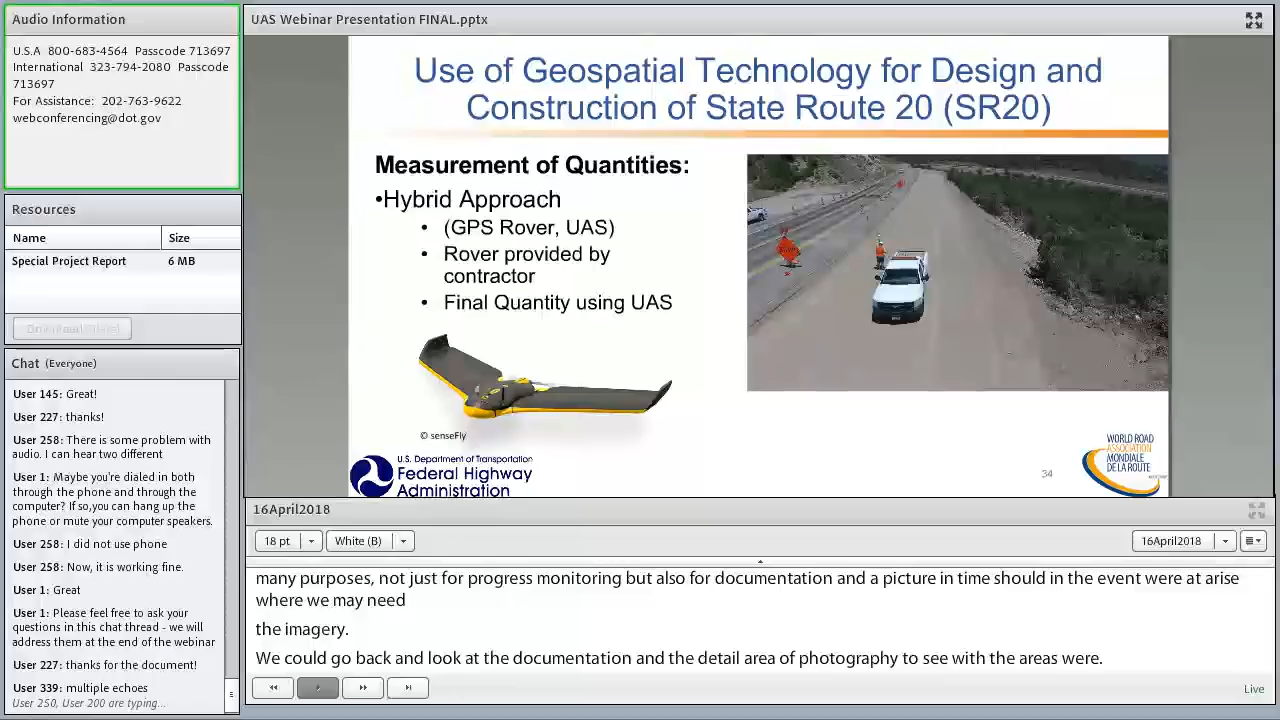 Audio Information
U.S.A 800-683-4564 Passcode 713697
International 323-794-2080 Passcode
713697
For Assistance: 202-763-9622
webconferencing@dot.gov
Resources
Name Size
Special Project Report 6 MB
Download File(s)
Chat (Everyone)
User 145: Great!
User 227: thanks!
User 258: There is some problem with
audio. I can hear two different
User 1: Maybe you're dialed in both
through the phone and through the
computer? If so,you can hang up the
phone or mute your computer speakers.
User 258: I did not use phone
User 258: Now, it is working fine.
User 1: Great
User 1: Please feel free to ask your
questions in this chat thread - we will
address them at the end of the webinar
User 227: thanks for the document!
User 339: multiple echoes
User 250, User 200 are typing...
UAS Webinar Presentation FINAL.pptx
Use of Geospatial Technology for Design and
Construction of State Route 20 (SR20)
Measurement of Quantities:
•Hybrid Approach
• (GPS Rover, UAS)
• Rover provided by
contractor
• Final Quantity using UAS
© senseFly
U.S. Department of Transportation
Federal Highway
Administration
34
WORLD ROAD
ASSOCIATION
MONDIALE
DE LA ROUTE
16April2018
18 pt White (B) 16April2018
many purposes, not just for progress monitoring but also for documentation and a picture in time should in the event were at arise
where we may need
the imagery.
We could go back and look at the documentation and the detail area of photography to see with the areas were.
Live